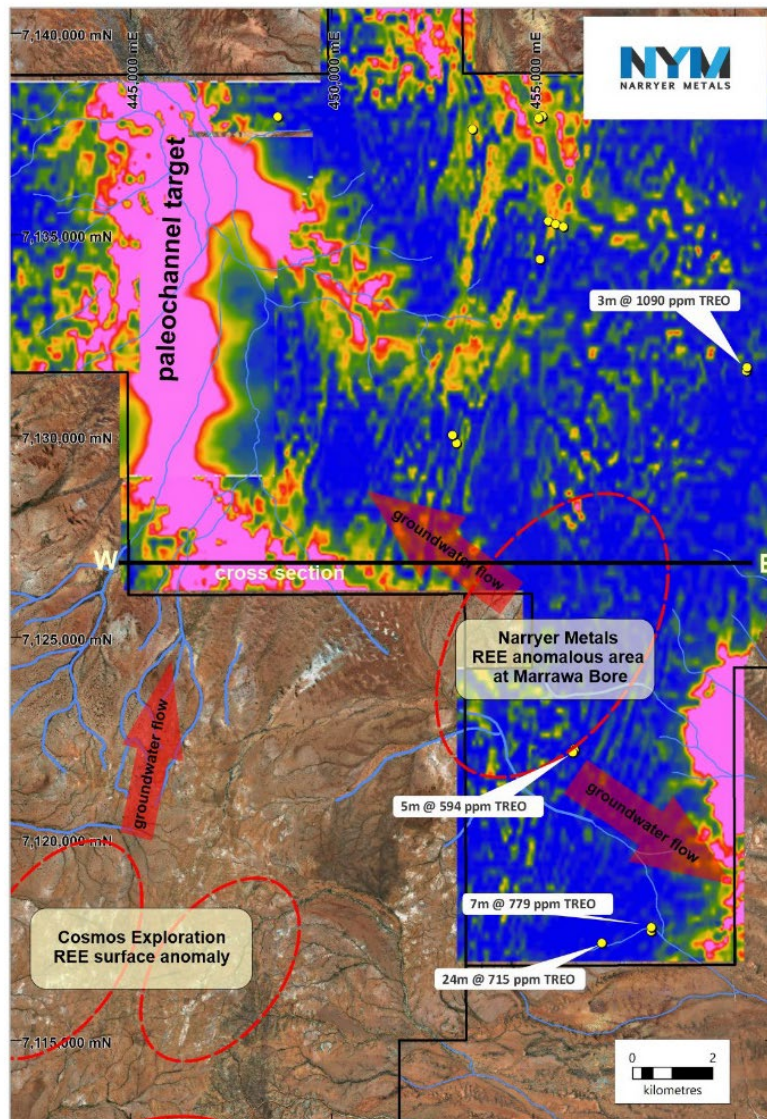 7,140,000 mN
445,000 mE
450,000 mE
455,000 mE
NYM
NARRYER METALS
paleochannel target
7,135,000 mN
3m @ 1090 ppm TREO
7,130,000 mN
groundwater flow
W
E
cross section
7,125,000 mN
Narryer Metals
REE anomalous area
at Marrawa Bore
groundwater flow
5m @ 594 ppm TREO
groundwater flow
7,120,000 mN
7m @ 779 ppm TREO
Cosmos Exploration
REE surface anomaly
24m @ 715 ppm TREO
7,115,000 mN
0 2
kilometres